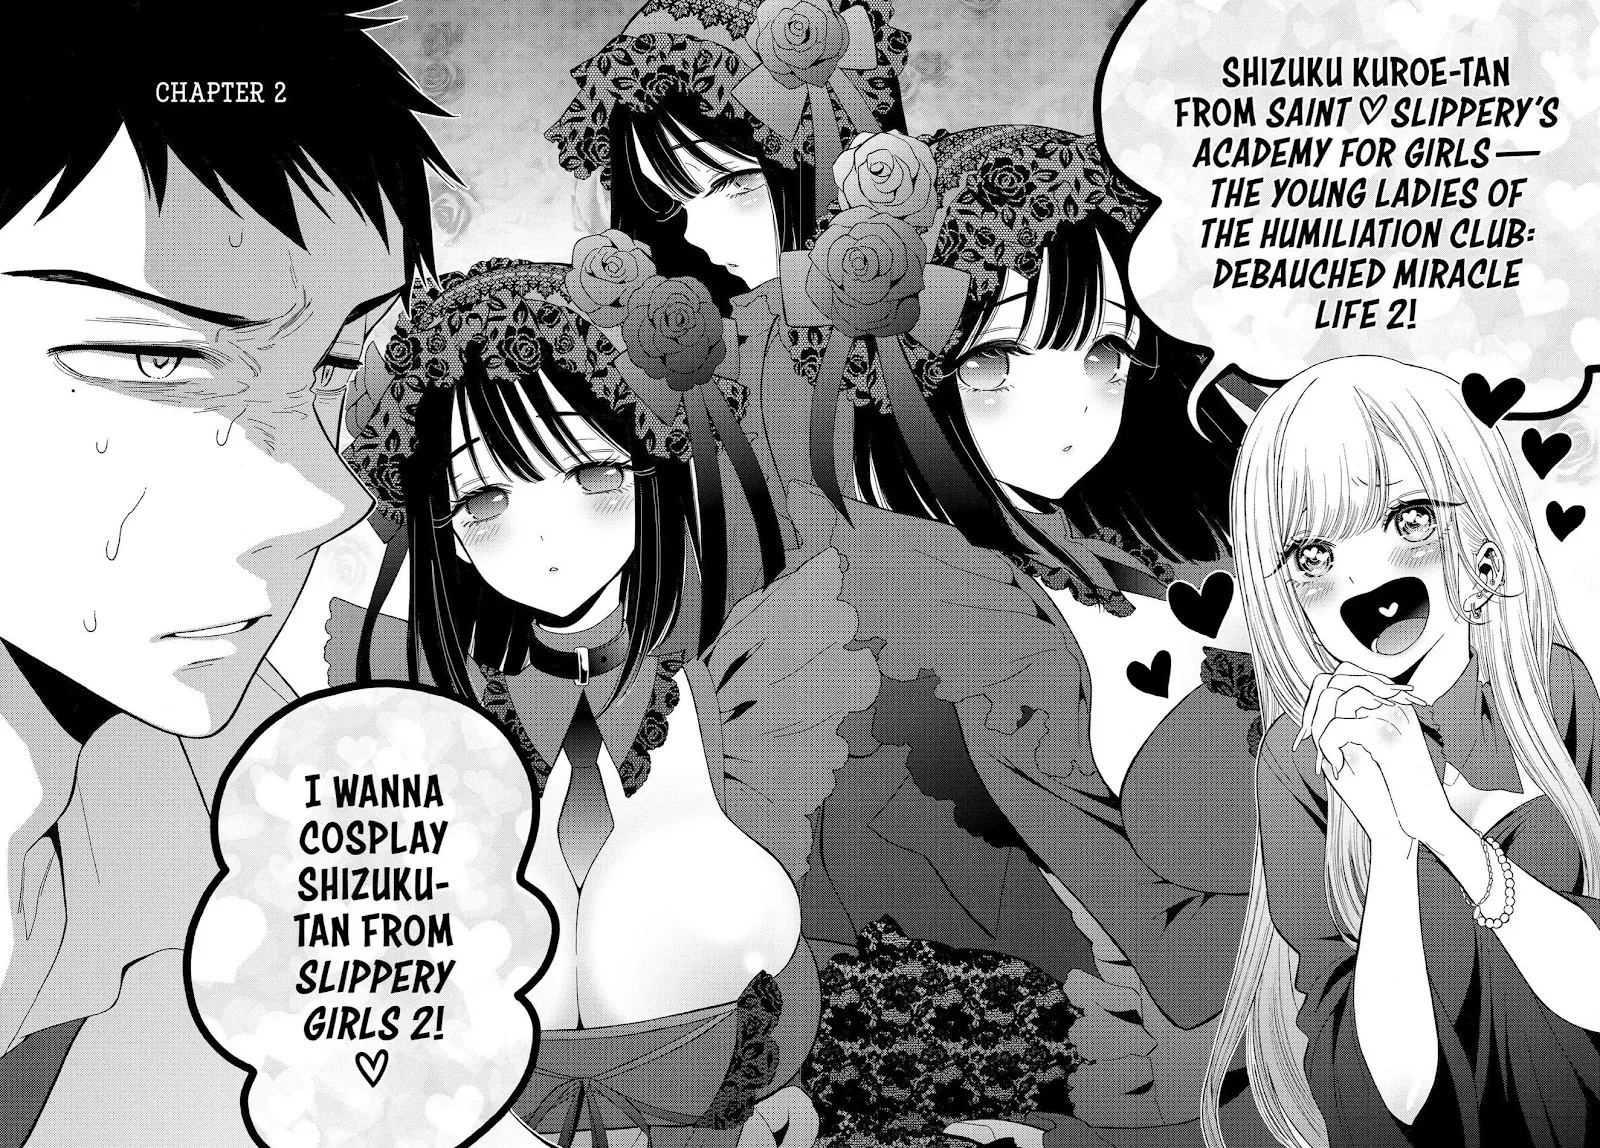 CHAPTER 2
SHIZUKU KUROE-TAN
FROM SAINT ♡ SLIPPERY'S
ACADEMY FOR GIRLS—
THE YOUNG LADIES OF
THE HUMILIATION CLUB:
DEBAUCHED MIRACLE
LIFE 2!
I WANNA
COSPLAY
SHIZUKU-
TAN FROM
SLIPPERY
GIRLS 2!
♡